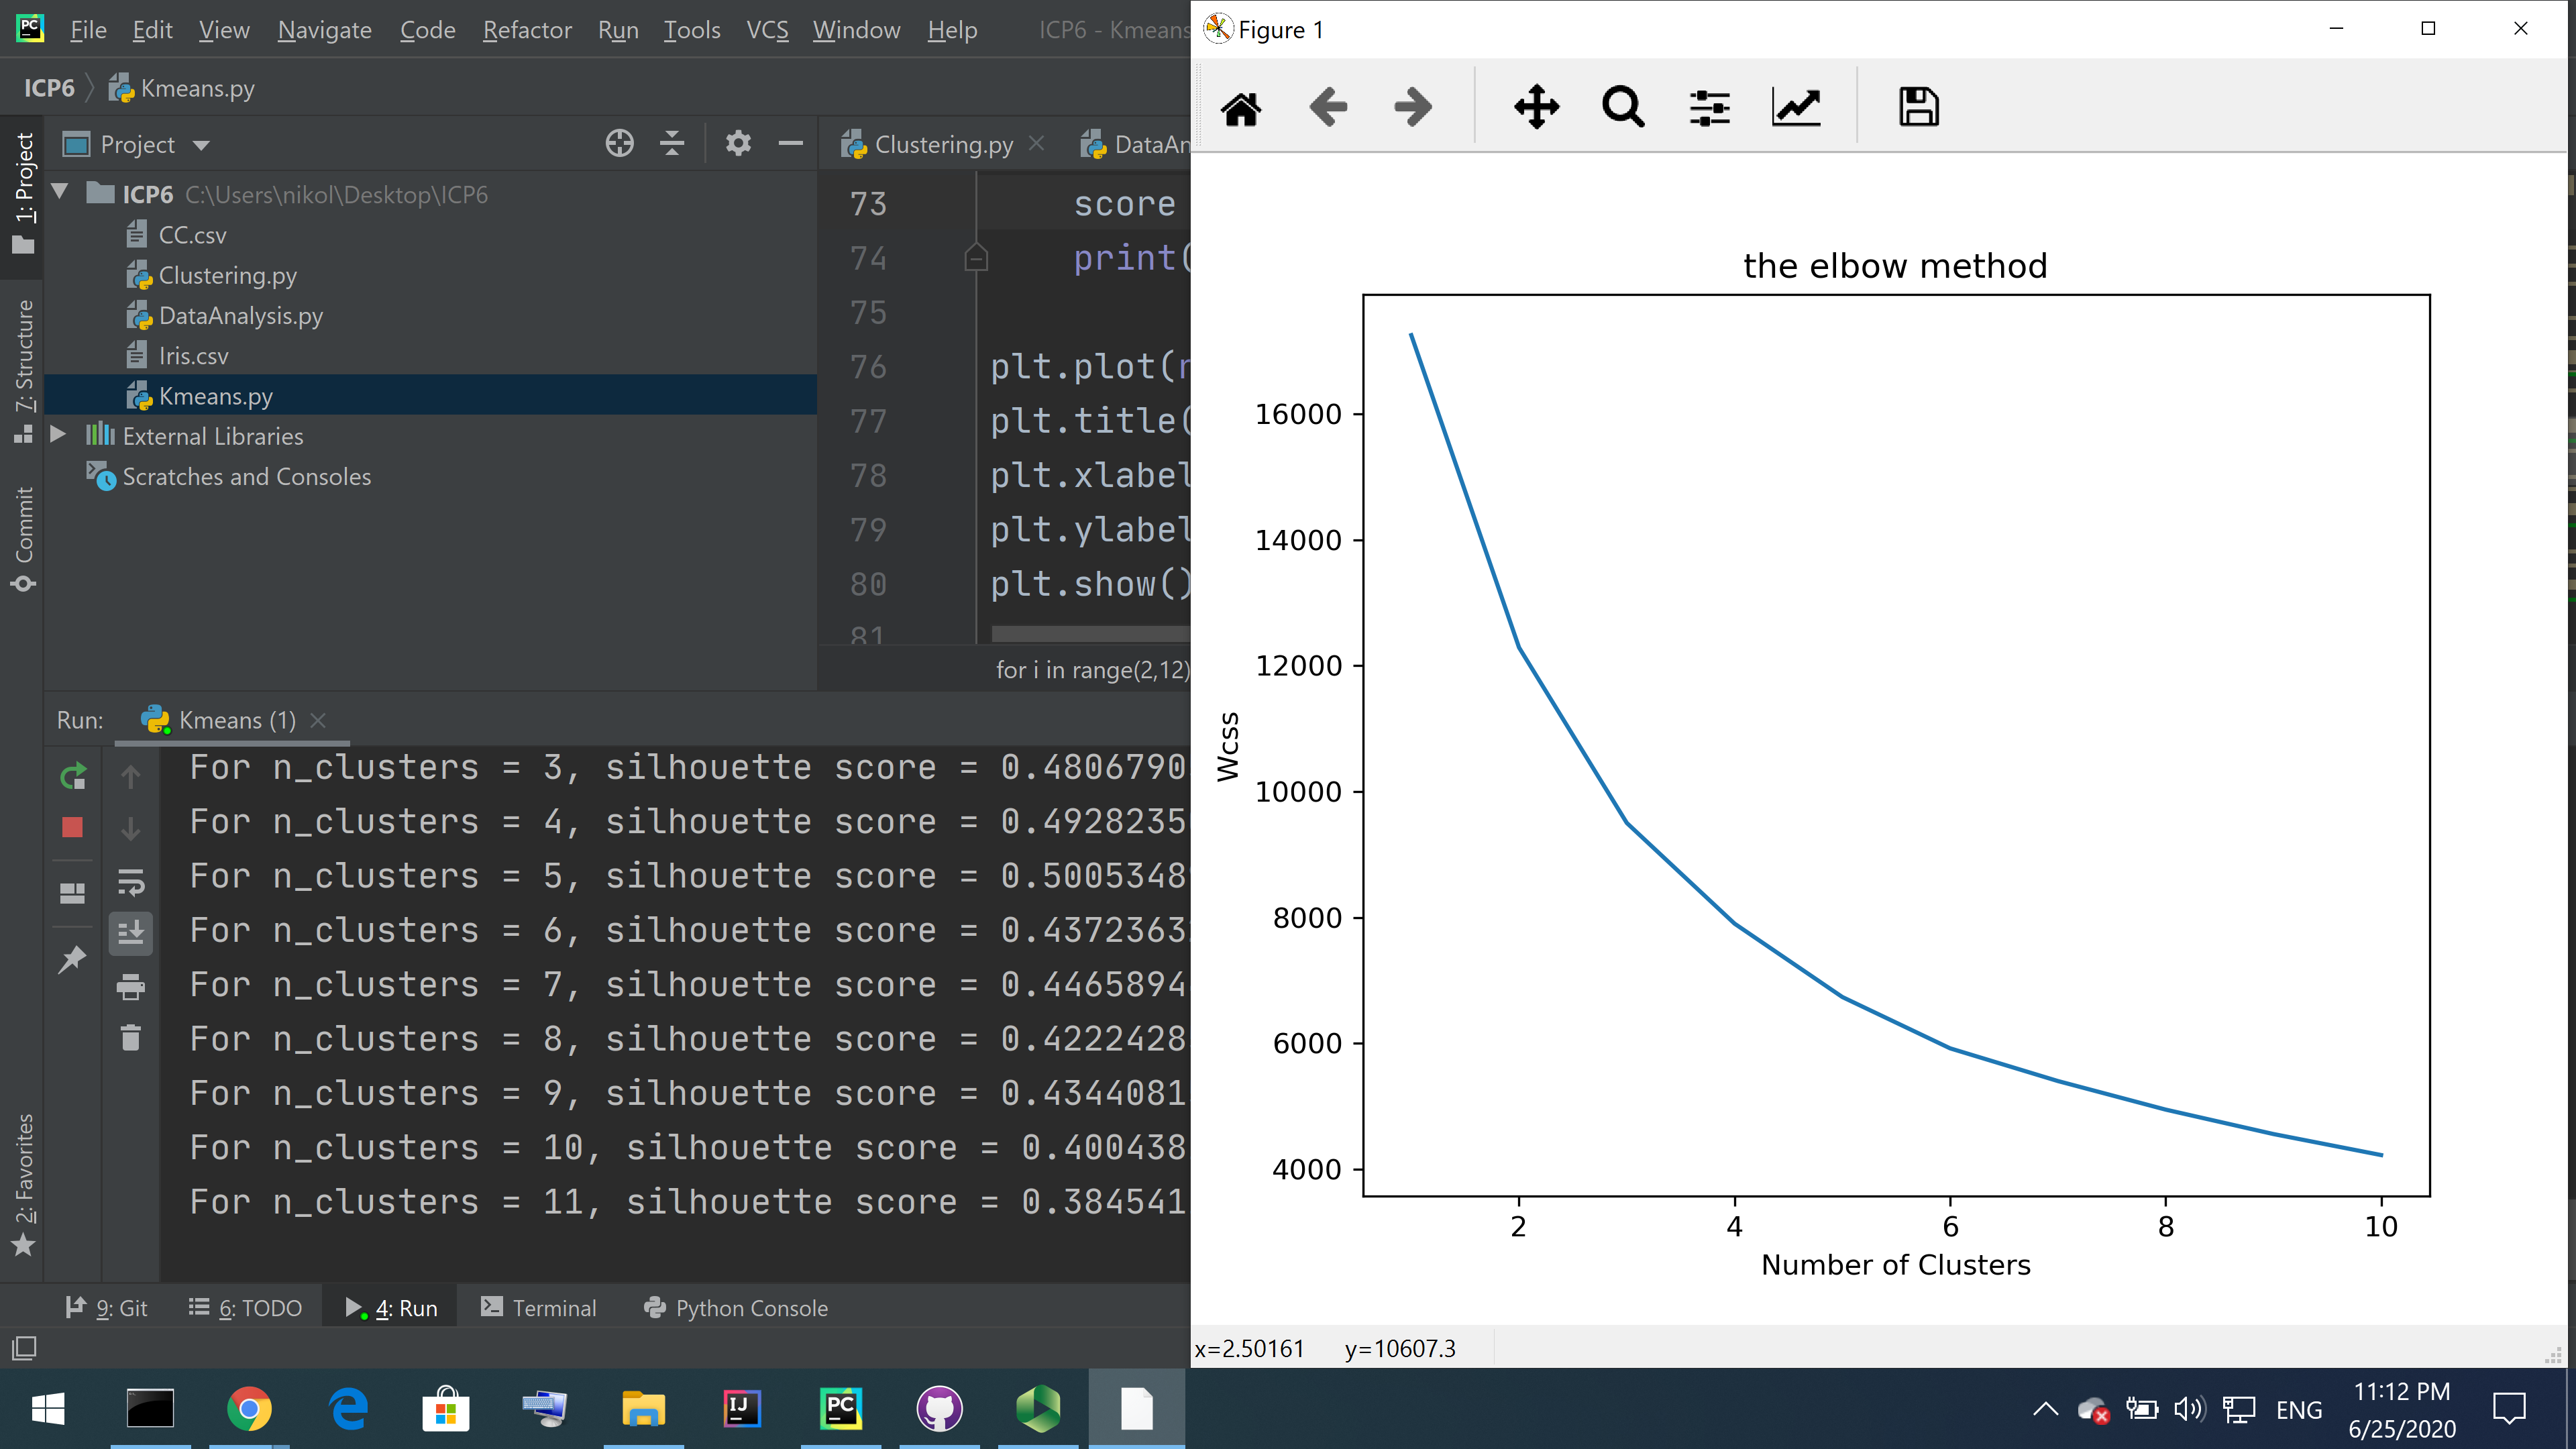 File Edit View Navigate Code Refactor Run Tools VCS Window Help ICP6 - Kmeans
ICP6 Kmeans.py
Project
Clustering.py
DataAn
1: Project
7: Structure
Commit
2: Favorites
ICP6 C:\Users\nikol\Desktop\ICP6
CC.csv
Clustering.py
DataAnalysis.py
Iris.csv
Kmeans.py
External Libraries
Scratches and Consoles
73 score
74 print(
75
76 plt.plot(
77 plt.title(
78 plt.xlabel
79 plt.ylabel
80 plt.show()
81
for i in range(2,12)
Run: Kmeans (1)
For n_clusters = 3, silhouette score = 0.4806790
For n_clusters = 4, silhouette score = 0.4928235
For n_clusters = 5, silhouette score = 0.5005348
For n_clusters = 6, silhouette score = 0.4372363
For n_clusters = 7, silhouette score = 0.4465894
For n_clusters = 8, silhouette score = 0.4222428
For n_clusters = 9, silhouette score = 0.4344081
For n_clusters = 10, silhouette score = 0.400438
For n_clusters = 11, silhouette score = 0.384541
9: Git 6: TODO 4: Run Terminal Python Console
Figure 1
the elbow method
16000
14000
12000
10000
8000
6000
4000
Wcss
2 4 6 8 10
Number of Clusters
x=2.50161 y=10607.3
PC
IJ
PC
ENG
11:12 PM
6/25/2020